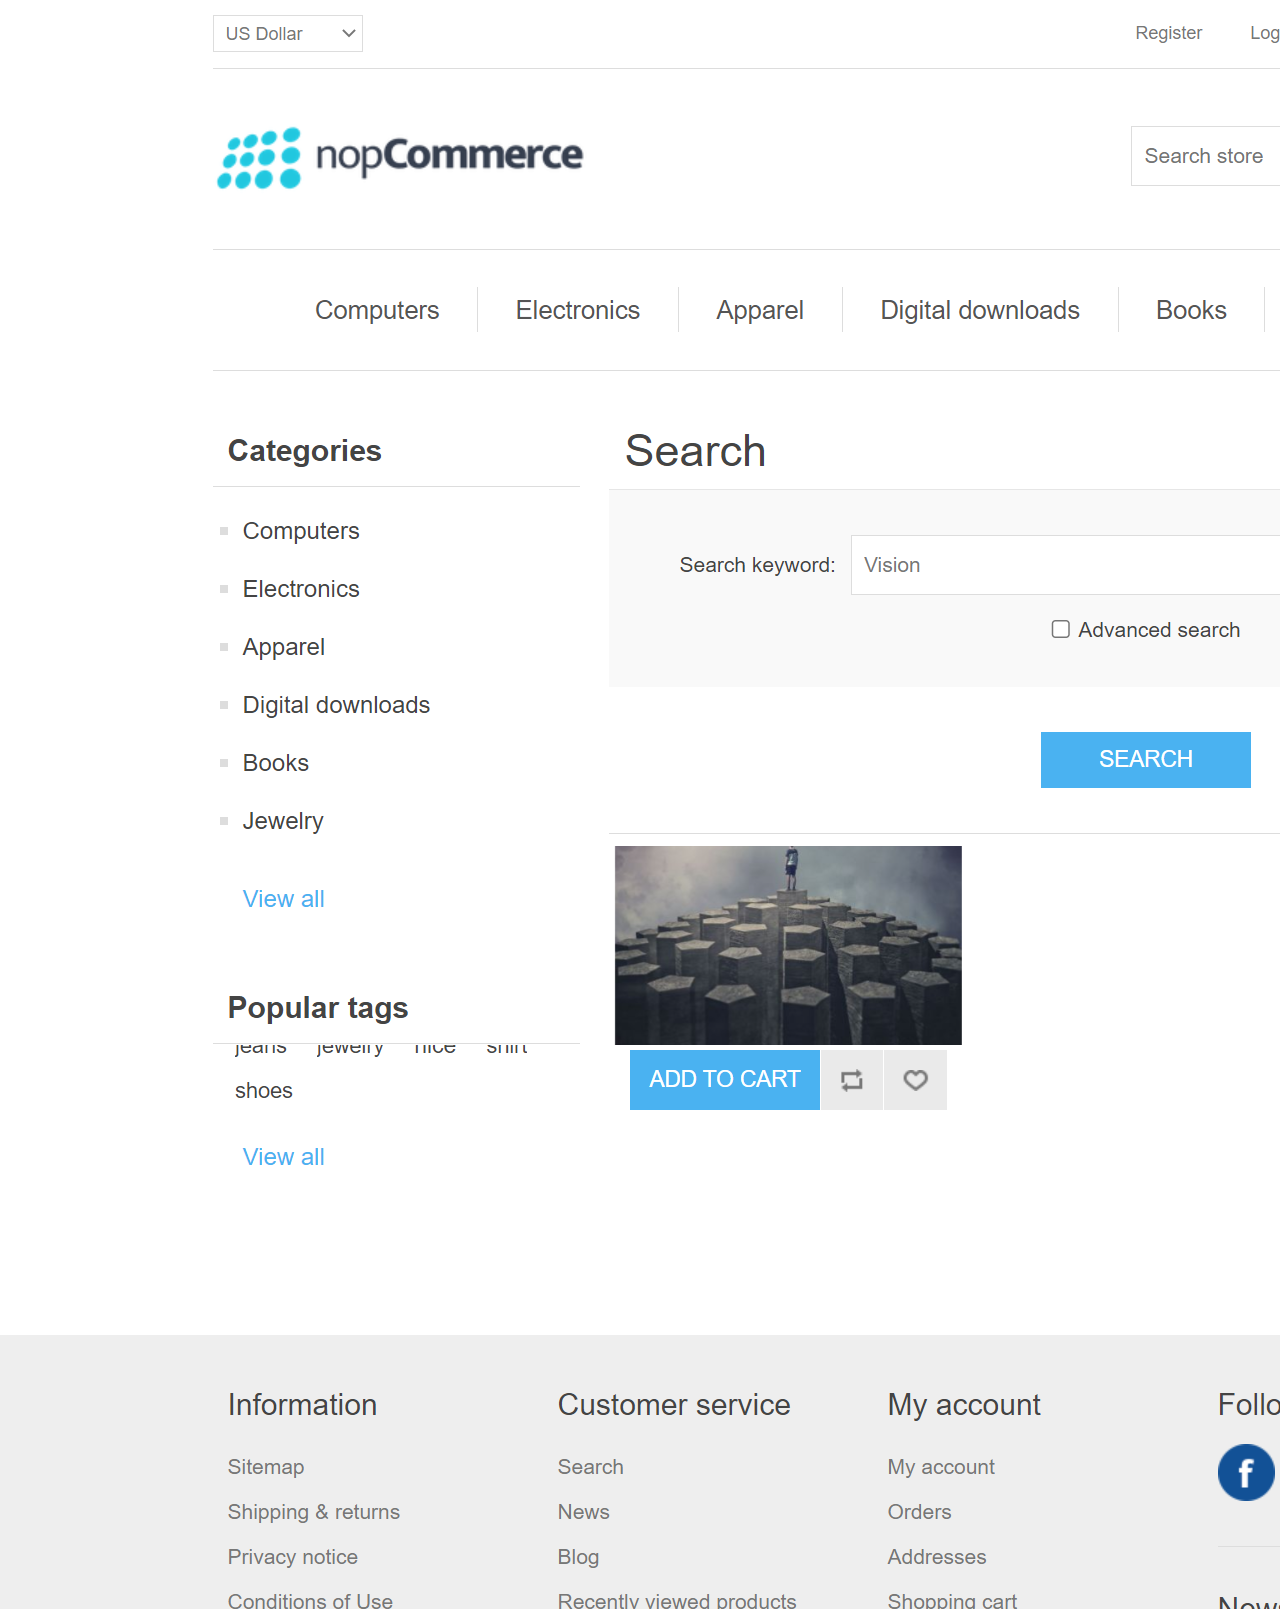 US Dollar
Register
Log
nopCommerce
Search store
Computers
Electronics
Apparel
Digital downloads
Books
Categories
Computers
Electronics
Apparel
Digital downloads
Books
Jewelry
View all
Popular tags
jeans jewelry nice shirt
shoes
View all
Search
Search keyword:
Vision
Advanced search
SEARCH
ADD TO CART
Information
Sitemap
Shipping & returns
Privacy notice
Conditions of Use
Customer service
Search
News
Blog
Recently viewed products
My account
My account
Orders
Addresses
Shopping cart
Follo
f
News